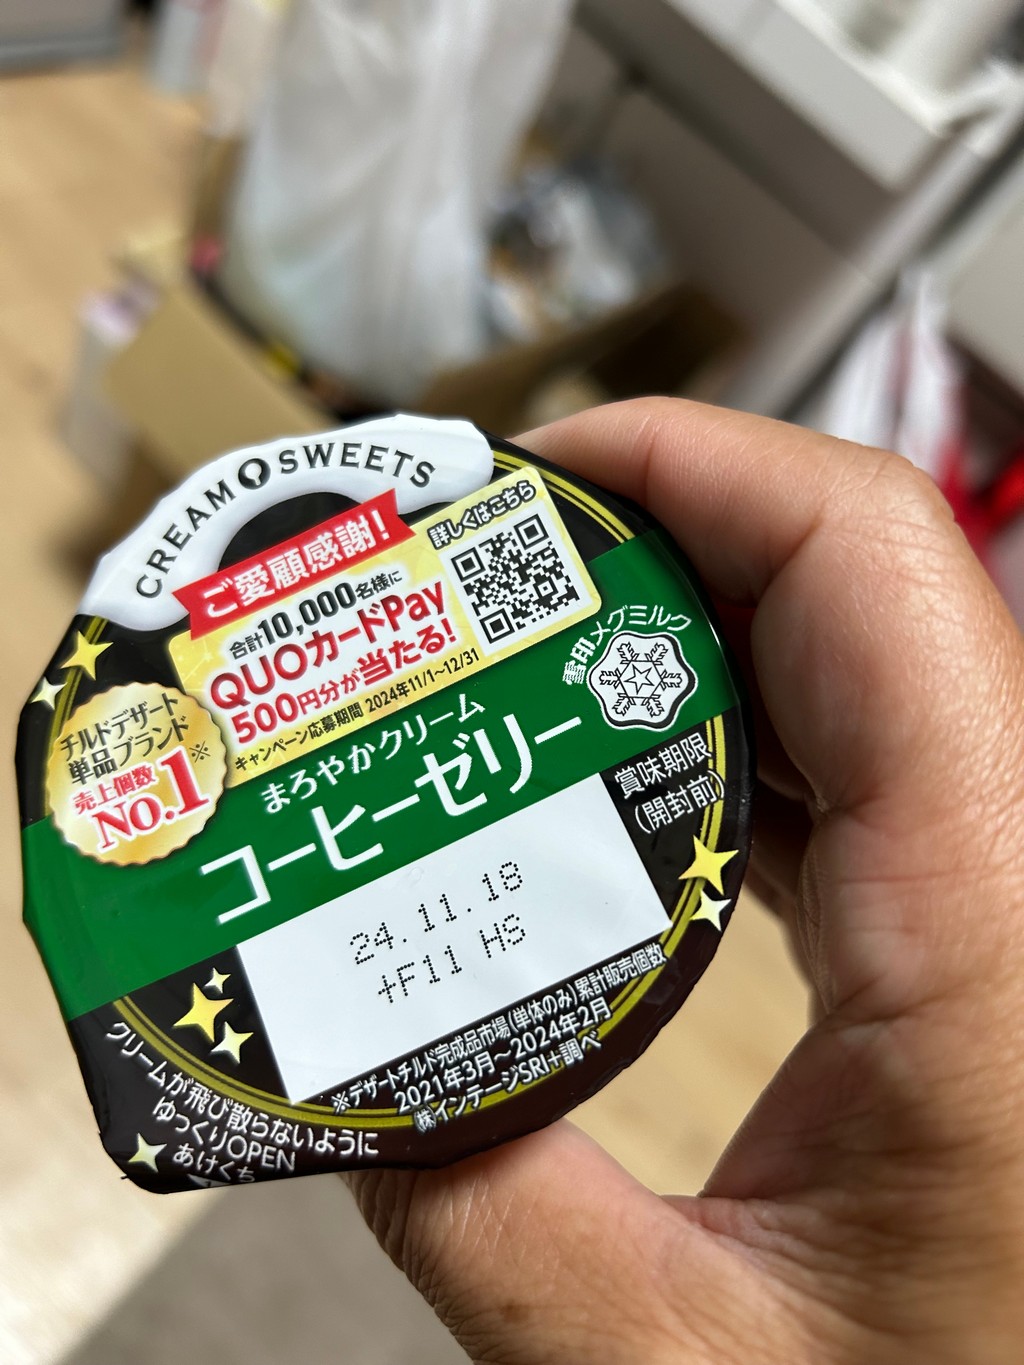 CREAM SWEETS
ご愛顧感謝!
合計10,000名様に
QUOカードPay
500円分が当たる!
キャンペーン応募期間 2024年11/1~12/31
詳しくはこちら
雪印メグミルク
チルドデザート
単品ブランド※
売上個数
NO.1
まろやかクリーム
コーヒーゼリー
賞味期限
(開封前)
24.11.18
+F11 HS
※デザートチルド完成品市場(単体のみ)累計販売個数
2021年3月~2024年2月
㈱インテージSRI+調べ
クリームが飛び散らないように
ゆっくりOPEN
あけくち